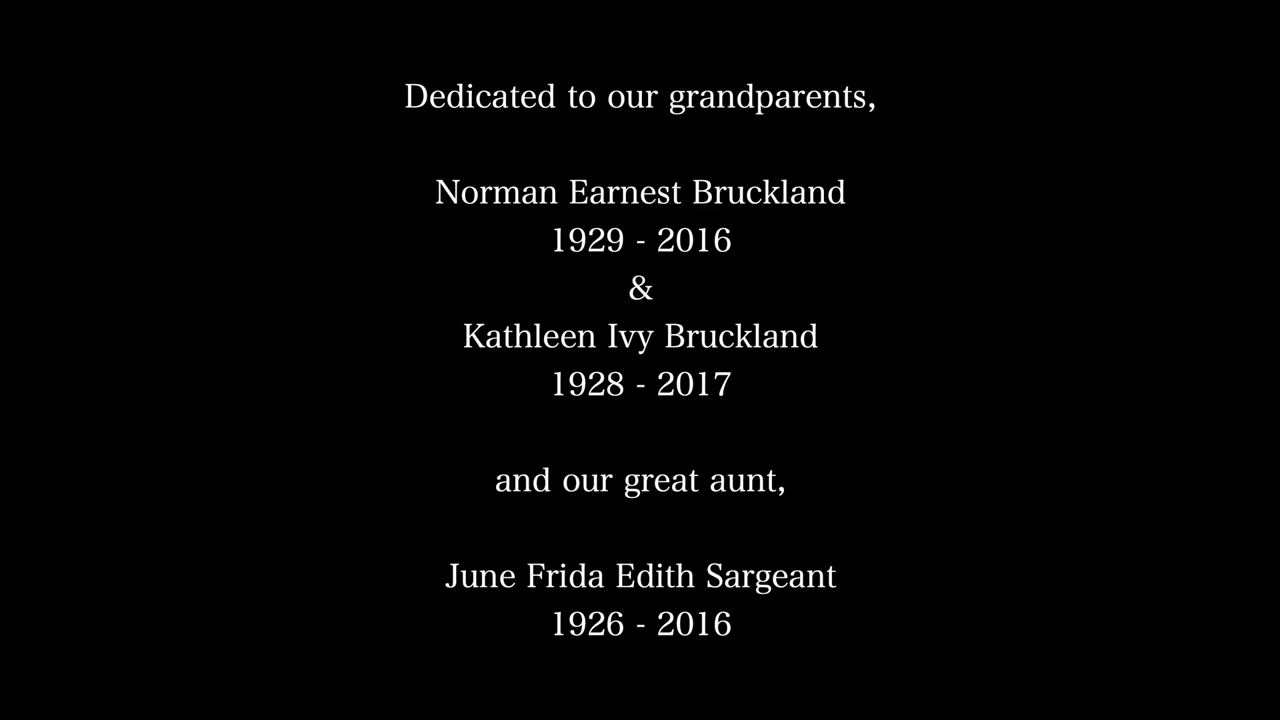 Dedicated to our grandparents,
Norman Earnest Bruckland
1929 - 2016
&
Kathleen Ivy Bruckland
1928 - 2017
and our great aunt,
June Frida Edith Sargeant
1926 - 2016